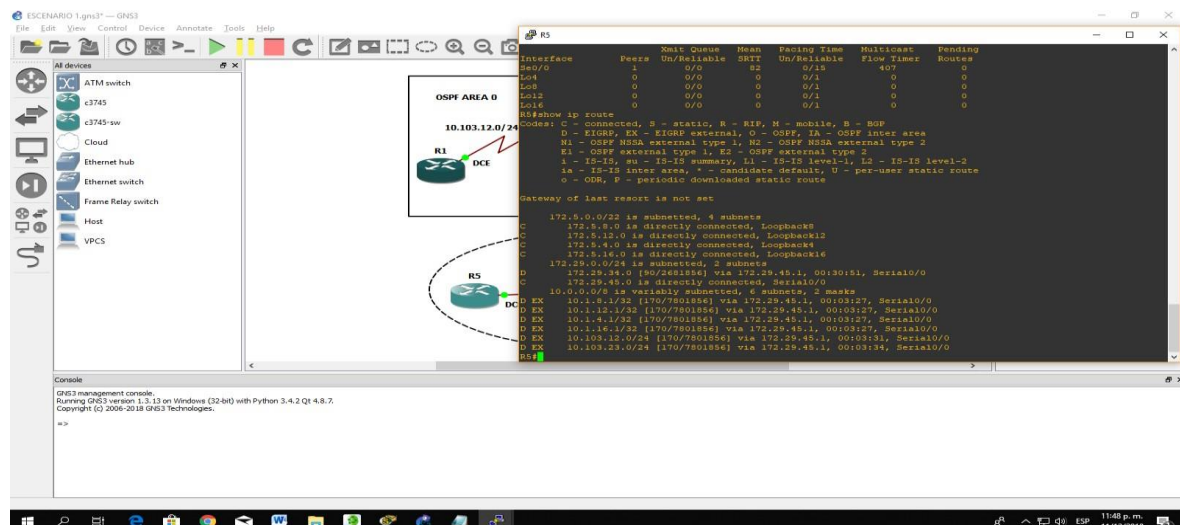 ESCENARIO 1.gns3* — GNS3
File Edit View Control Device Annotate Tools Help
All devices
ATM switch
c3745
c3745-sw
Cloud
Ethernet hub
Ethernet switch
Frame Relay switch
Host
VPCS
OSPF AREA 0
10.103.12.0/24
R1
DCE
R5
DC
R5
Xmit Queue Mean Pacing Time Multicast Pending
Interface Peers Un/Reliable SRTT Un/Reliable Flow Timer Routes
Se0/0 1 0/0 82 0/15 407 0
Lo4 0 0/0 0 0/1 0 0
Lo8 0 0/0 0 0/1 0 0
Lo12 0 0/0 0 0/1 0 0
Lo16 0 0/0 0 0/1 0 0
R5#show ip route
Codes: C - connected, S - static, R - RIP, M - mobile, B - BGP
D - EIGRP, EX - EIGRP external, O - OSPF, IA - OSPF inter area
N1 - OSPF NSSA external type 1, N2 - OSPF NSSA external type 2
E1 - OSPF external type 1, E2 - OSPF external type 2
i - IS-IS, su - IS-IS summary, L1 - IS-IS level-1, L2 - IS-IS level-2
ia - IS-IS inter area, * - candidate default, U - per-user static route
o - ODR, P - periodic downloaded static route
Gateway of last resort is not set
172.5.0.0/22 is subnetted, 4 subnets
C 172.5.8.0 is directly connected, Loopback8
C 172.5.12.0 is directly connected, Loopback12
C 172.5.4.0 is directly connected, Loopback4
C 172.5.16.0 is directly connected, Loopback16
172.29.0.0/24 is subnetted, 2 subnets
D 172.29.34.0 [90/2681856] via 172.29.45.1, 00:30:51, Serial0/0
C 172.29.45.0 is directly connected, Serial0/0
10.0.0.0/8 is variably subnetted, 6 subnets, 2 masks
D EX 10.1.8.1/32 [170/7801856] via 172.29.45.1, 00:03:27, Serial0/0
D EX 10.1.12.1/32 [170/7801856] via 172.29.45.1, 00:03:27, Serial0/0
D EX 10.1.4.1/32 [170/7801856] via 172.29.45.1, 00:03:27, Serial0/0
D EX 10.1.16.1/32 [170/7801856] via 172.29.45.1, 00:03:27, Serial0/0
D EX 10.103.12.0/24 [170/7801856] via 172.29.45.1, 00:03:31, Serial0/0
D EX 10.103.23.0/24 [170/7801856] via 172.29.45.1, 00:03:34, Serial0/0
R5#
Console
GNS3 management console.
Running GNS3 version 1.3.13 on Windows (32-bit) with Python 3.4.2 Qt 4.8.7.
Copyright (c) 2006-2018 GNS3 Technologies.
=>
ESP
11:48 p. m.